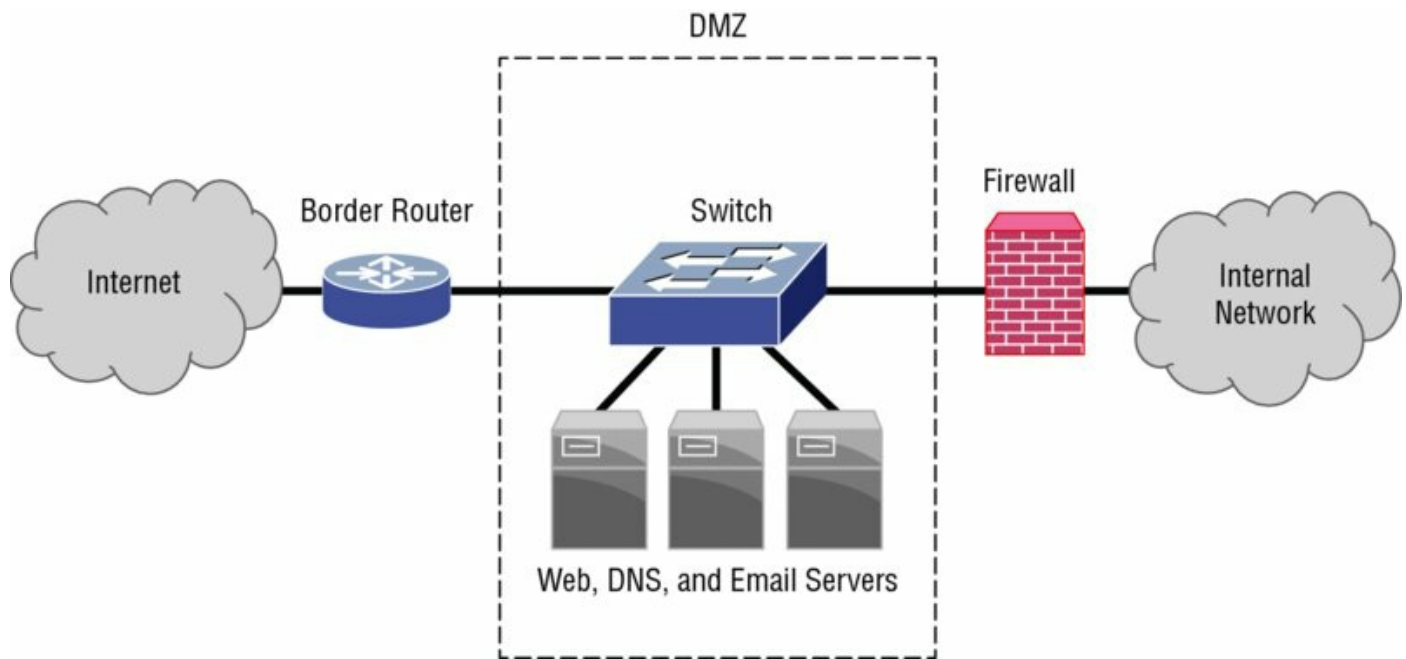 DMZ
Internet
Border Router
Switch
Firewall
Internal
Network
Web, DNS, and Email Servers